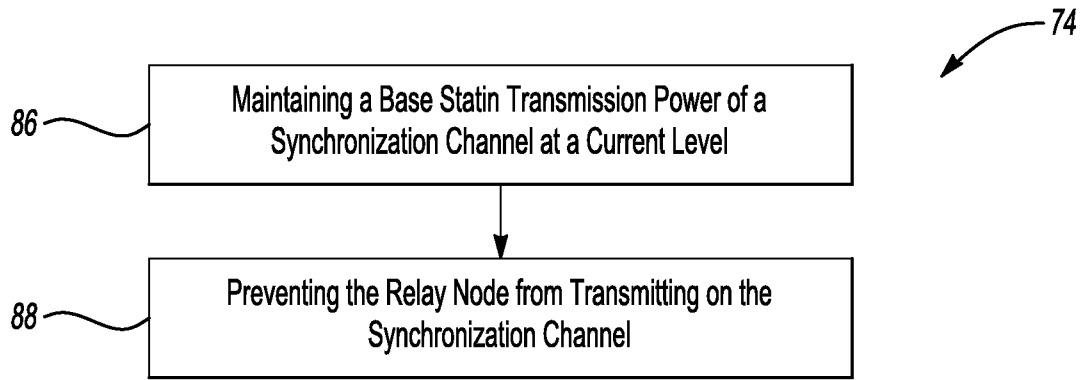 74
86
Maintaining a Base Statin Transmission Power of a
Synchronization Channel at a Current Level
88
Preventing the Relay Node from Transmitting on the
Synchronization Channel